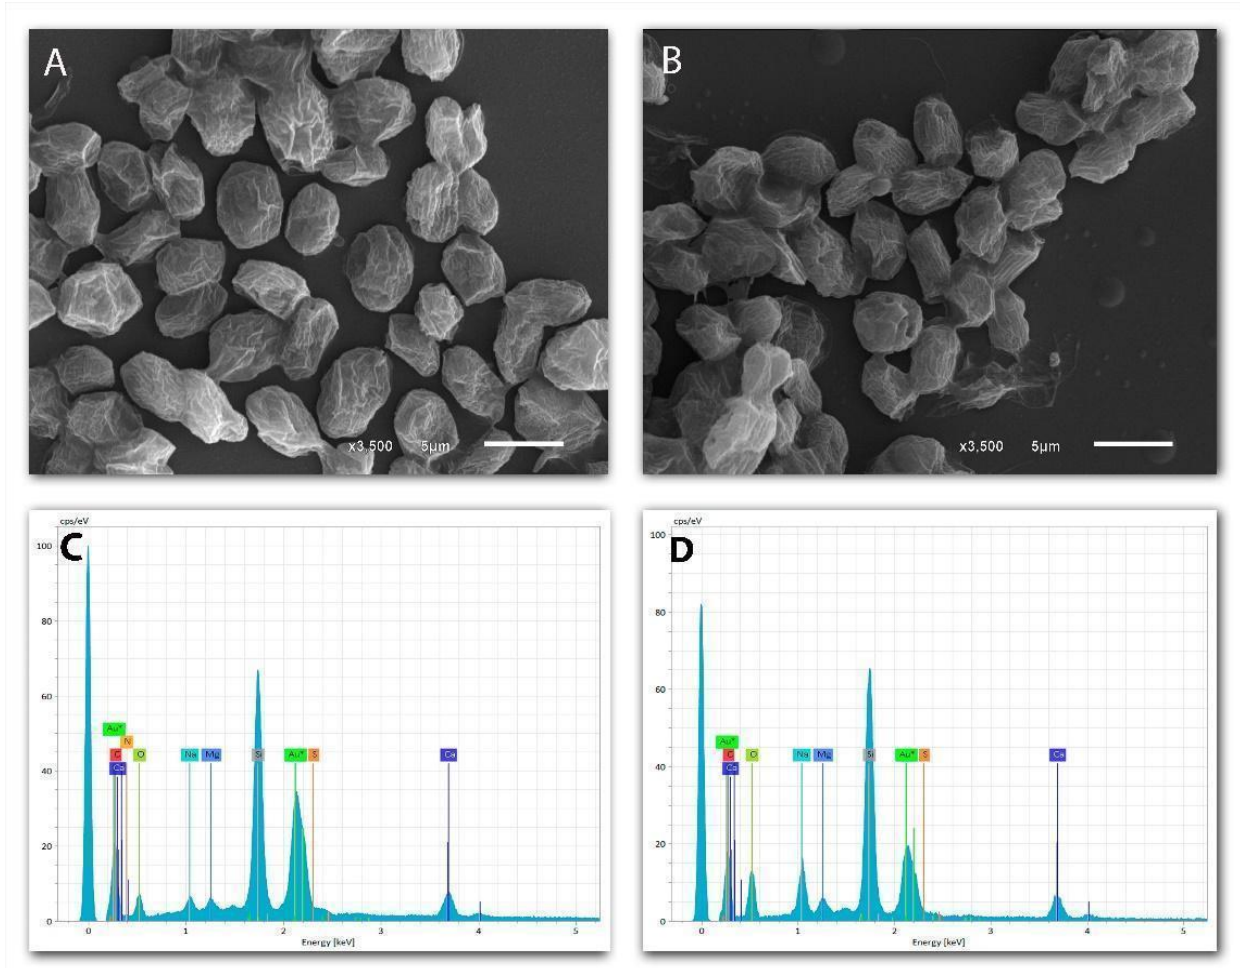 A
x3,500 5µm
B
x3,500 5µm
cps/eV
C
100
80
60
40
20
0
Au*
N
C
O
Ca
Na
Mg
Si
Au*
S
Ca
0 1 2 3 4 5
Energy [keV]
cps/eV
D
100
80
60
40
20
0
Au*
C
O
Ca
Na
Mg
Si
Au*
S
Ca
0 1 2 3 4 5
Energy [keV]